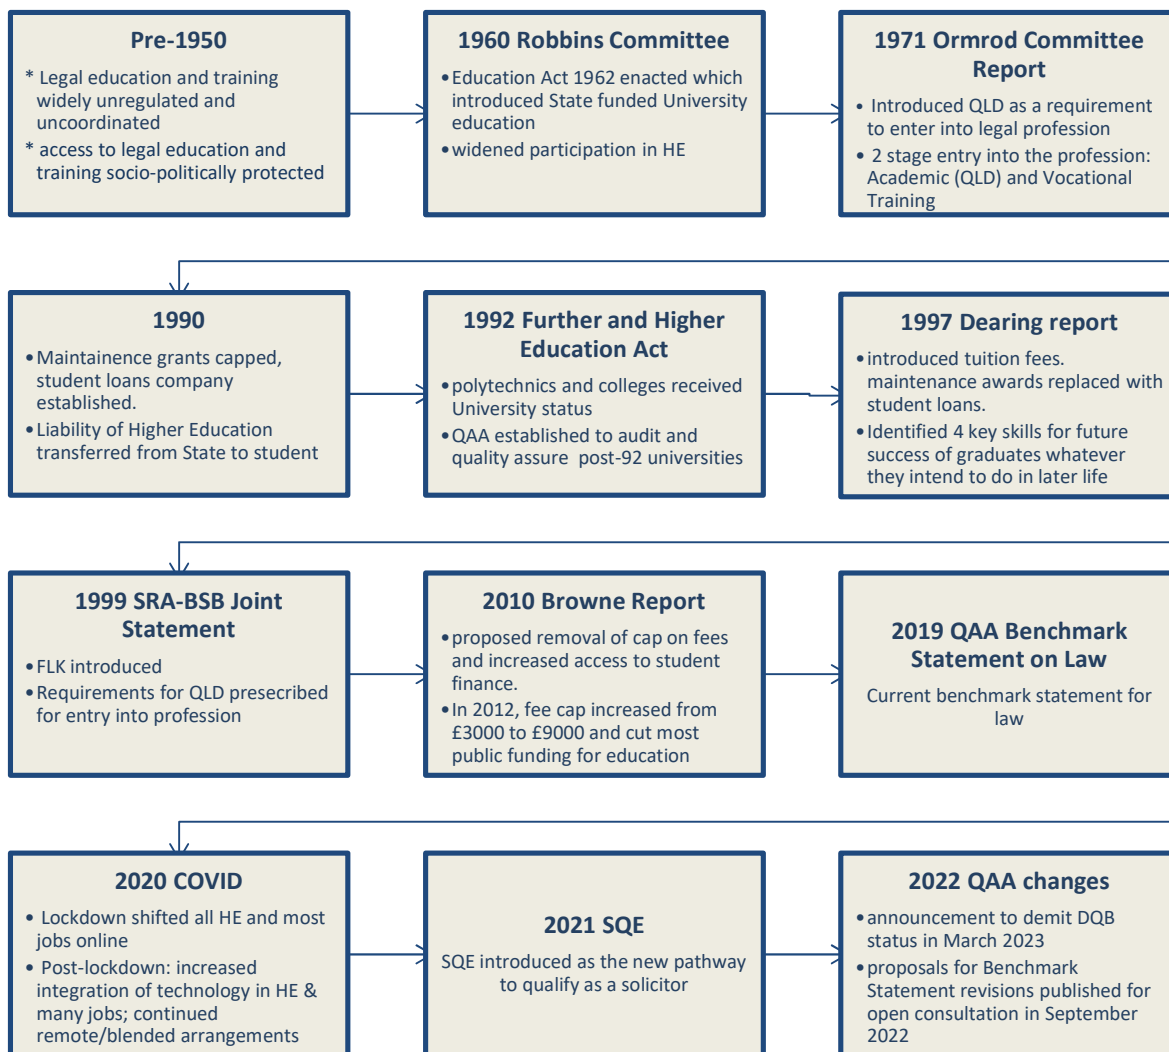 Pre-1950
* Legal education and training
widely unregulated and
uncoordinated
* access to legal education and
training socio-politically protected
1960 Robbins Committee
•Education Act 1962 enacted which
introduced State funded University
education
•widened participation in HE
1971 Ormrod Committee
Report
• Introduced QLD as a requirement
to enter into legal profession
• 2 stage entry into the profession:
Academic (QLD) and Vocational
Training
1990
•Maintainence grants capped,
student loans company
established.
•Liability of Higher Education
transferred from State to student
1992 Further and Higher
Education Act
•polytechnics and colleges received
University status
•QAA established to audit and
quality assure post-92 universities
1997 Dearing report
•introduced tuition fees.
maintenance awards replaced with
student loans.
•Identified 4 key skills for future
success of graduates whatever
they intend to do in later life
1999 SRA-BSB Joint
Statement
•FLK introduced
•Requirements for QLD presecribed
for entry into profession
2010 Browne Report
•proposed removal of cap on fees
and increased access to student
finance.
•In 2012, fee cap increased from
£3000 to £9000 and cut most
public funding for education
2019 QAA Benchmark
Statement on Law
Current benchmark statement for
law
2020 COVID
• Lockdown shifted all HE and most
jobs online
• Post-lockdown: increased
integration of technology in HE &
many jobs; continued
remote/blended arrangements
2021 SQE
SQE introduced as the new pathway
to qualify as a solicitor
2022 QAA changes
•announcement to demit DQB
status in March 2023
•proposals for Benchmark
Statement revisions published for
open consultation in September
2022